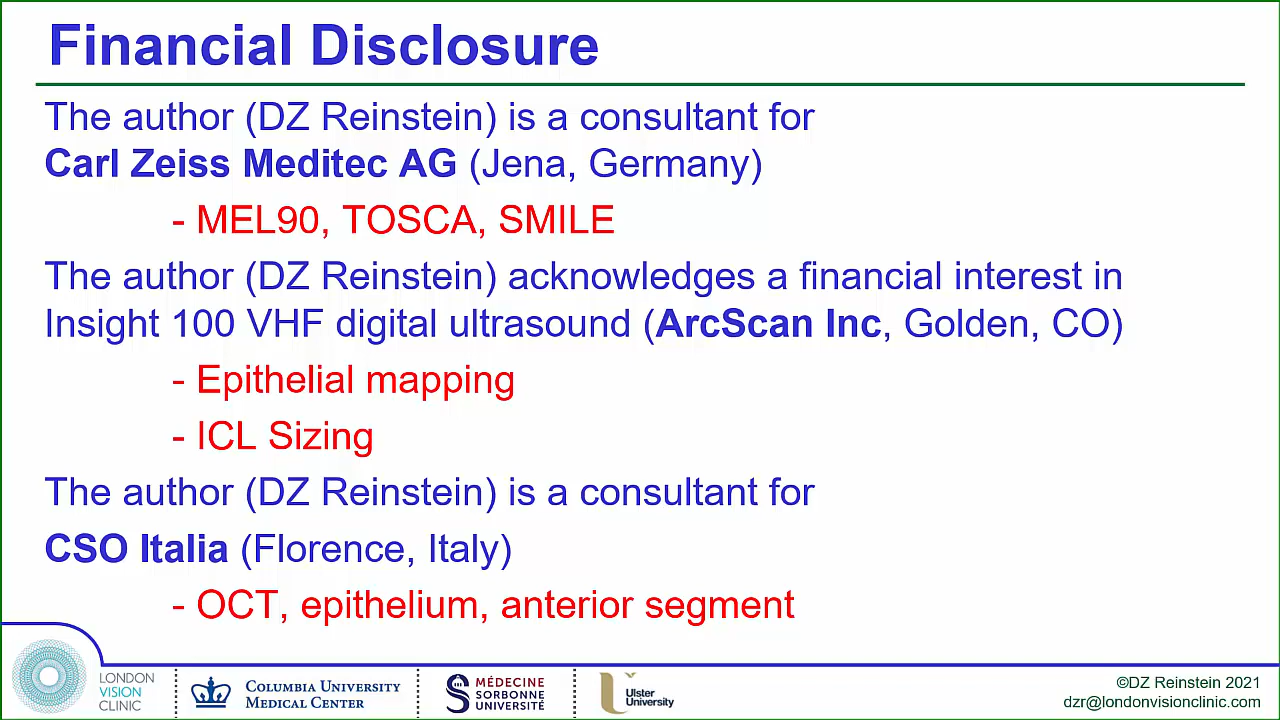 Financial Disclosure
The author (DZ Reinstein) is a consultant for
Carl Zeiss Meditec AG (Jena, Germany)
- MEL90, TOSCA, SMILE
The author (DZ Reinstein) acknowledges a financial interest in
Insight 100 VHF digital ultrasound (ArcScan Inc, Golden, CO)
- Epithelial mapping
- ICL Sizing
The author (DZ Reinstein) is a consultant for
CSO Italia (Florence, Italy)
- OCT, epithelium, anterior segment
LONDON
VISION
CLINIC
COLUMBIA UNIVERSITY
MEDICAL CENTER
MÉDECINE
SORBONNE
UNIVERSITÉ
Ulster
University
©DZ Reinstein 2021
dzr@londonvisionclinic.com